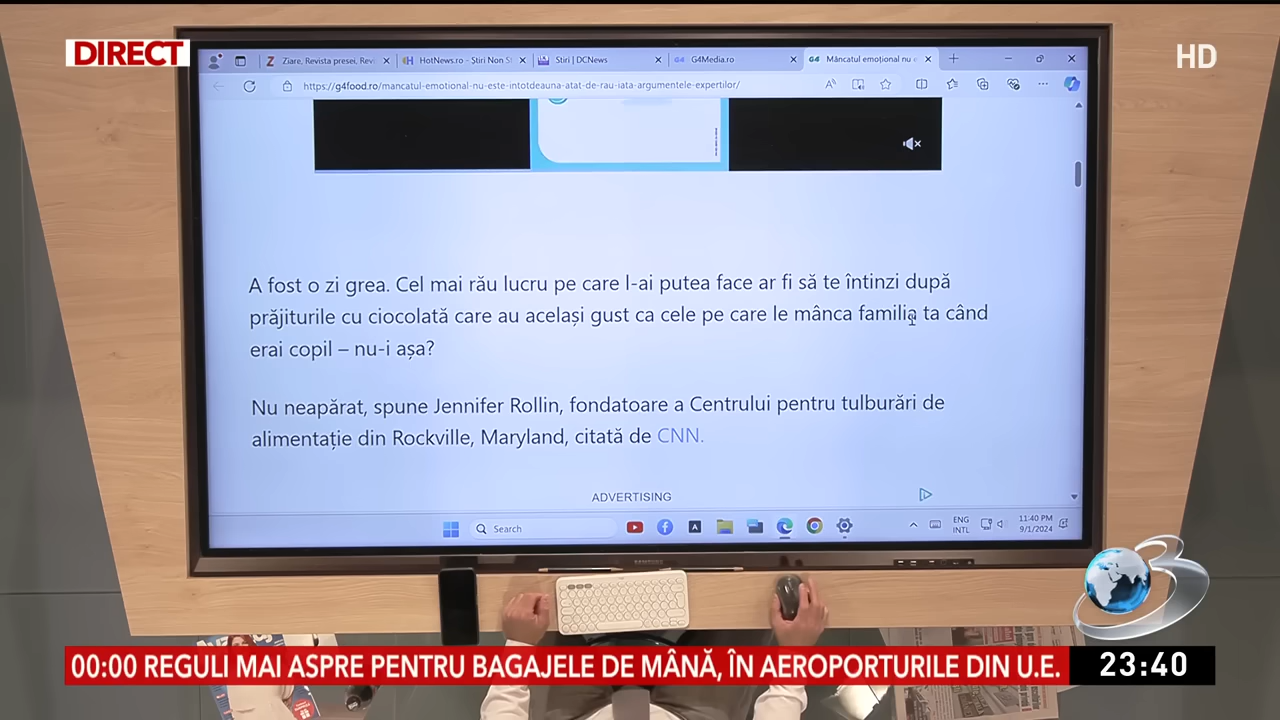 DIRECT
HD
Ziare, Revista presei, Rev
HotNews.ro - Știri Non S
Stiri | DCNews
G4Media.ro
Mâncatul emoțional nu e
https://g4food.ro/mancatul-emotional-nu-este-intotdeauna-atat-de-rau-iata-argumentele-expertilor/
A fost o zi grea. Cel mai rău lucru pe care l-ai putea face ar fi să te întinzi după
prăjiturile cu ciocolată care au același gust ca cele pe care le mânca familia ta când
erai copil – nu-i așa?
Nu neapărat, spune Jennifer Rollin, fondatoare a Centrului pentru tulburări de
alimentație din Rockville, Maryland, citată de CNN.
ADVERTISING
Search
ENG
INTL
11:40 PM
9/1/2024
3
00:00 REGULI MAI ASPRE PENTRU BAGAJELE DE MÂNĂ, ÎN AEROPORTURILE DIN U.E.
23:40